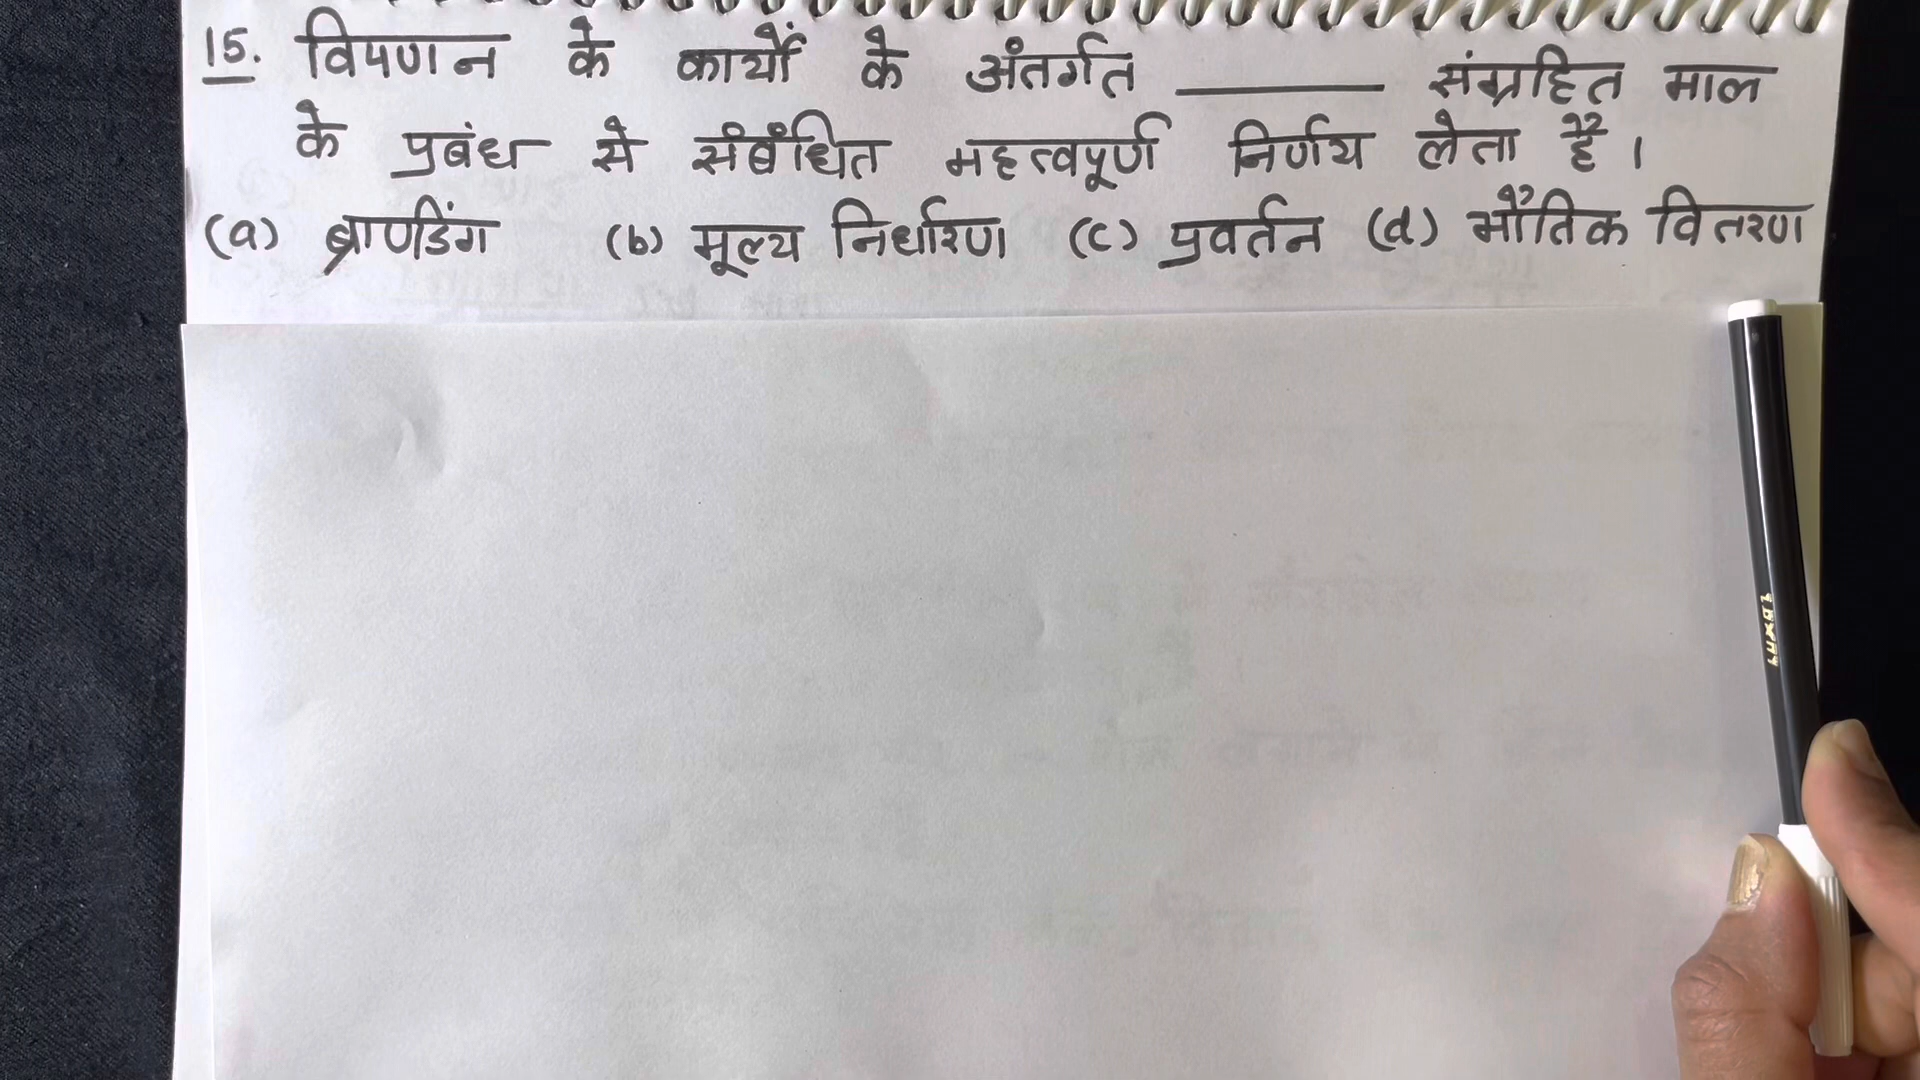 15. विपणन के कार्यों के अंतर्गत ______ संग्रहित माल
के प्रबंध से संबंधित महत्वपूर्ण निर्णय लेता है ।
(a) ब्राण्डिंग (b) मूल्य निर्धारण (c) प्रवर्तन (d) भौतिक वितरण